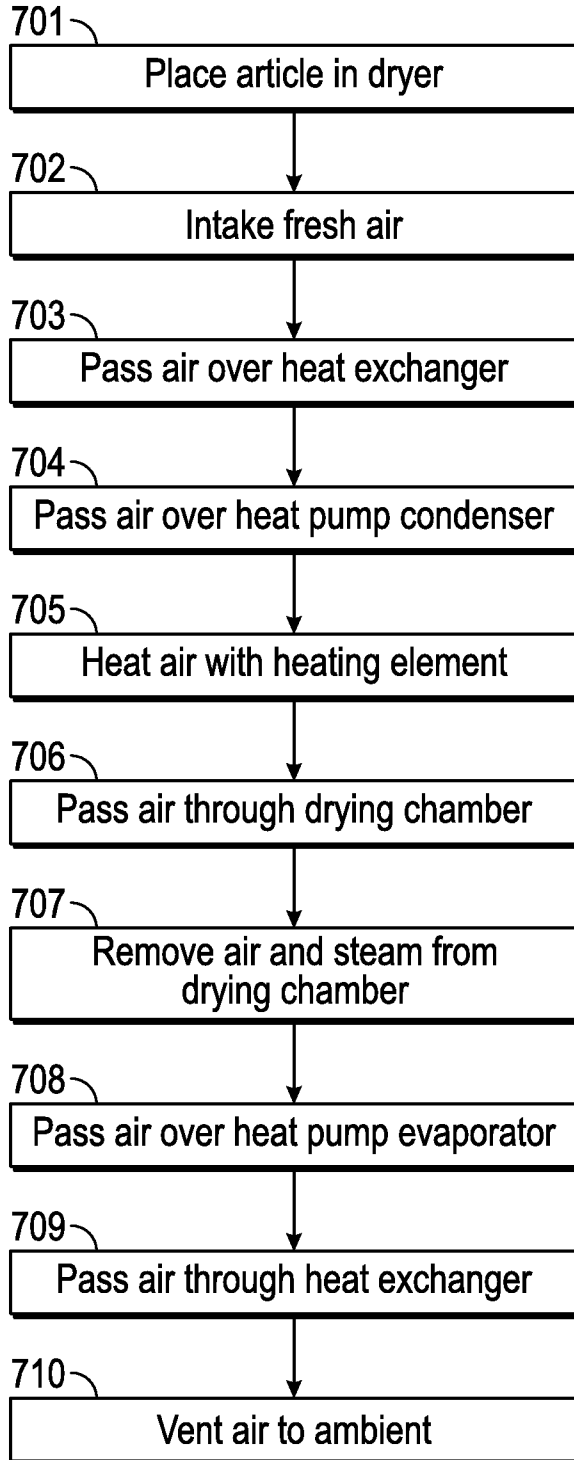 701
Place article in dryer
702
Intake fresh air
703
Pass air over heat exchanger
704
Pass air over heat pump condenser
705
Heat air with heating element
706
Pass air through drying chamber
707
Remove air and steam from
drying chamber
708
Pass air over heat pump evaporator
709
Pass air through heat exchanger
710
Vent air to ambient